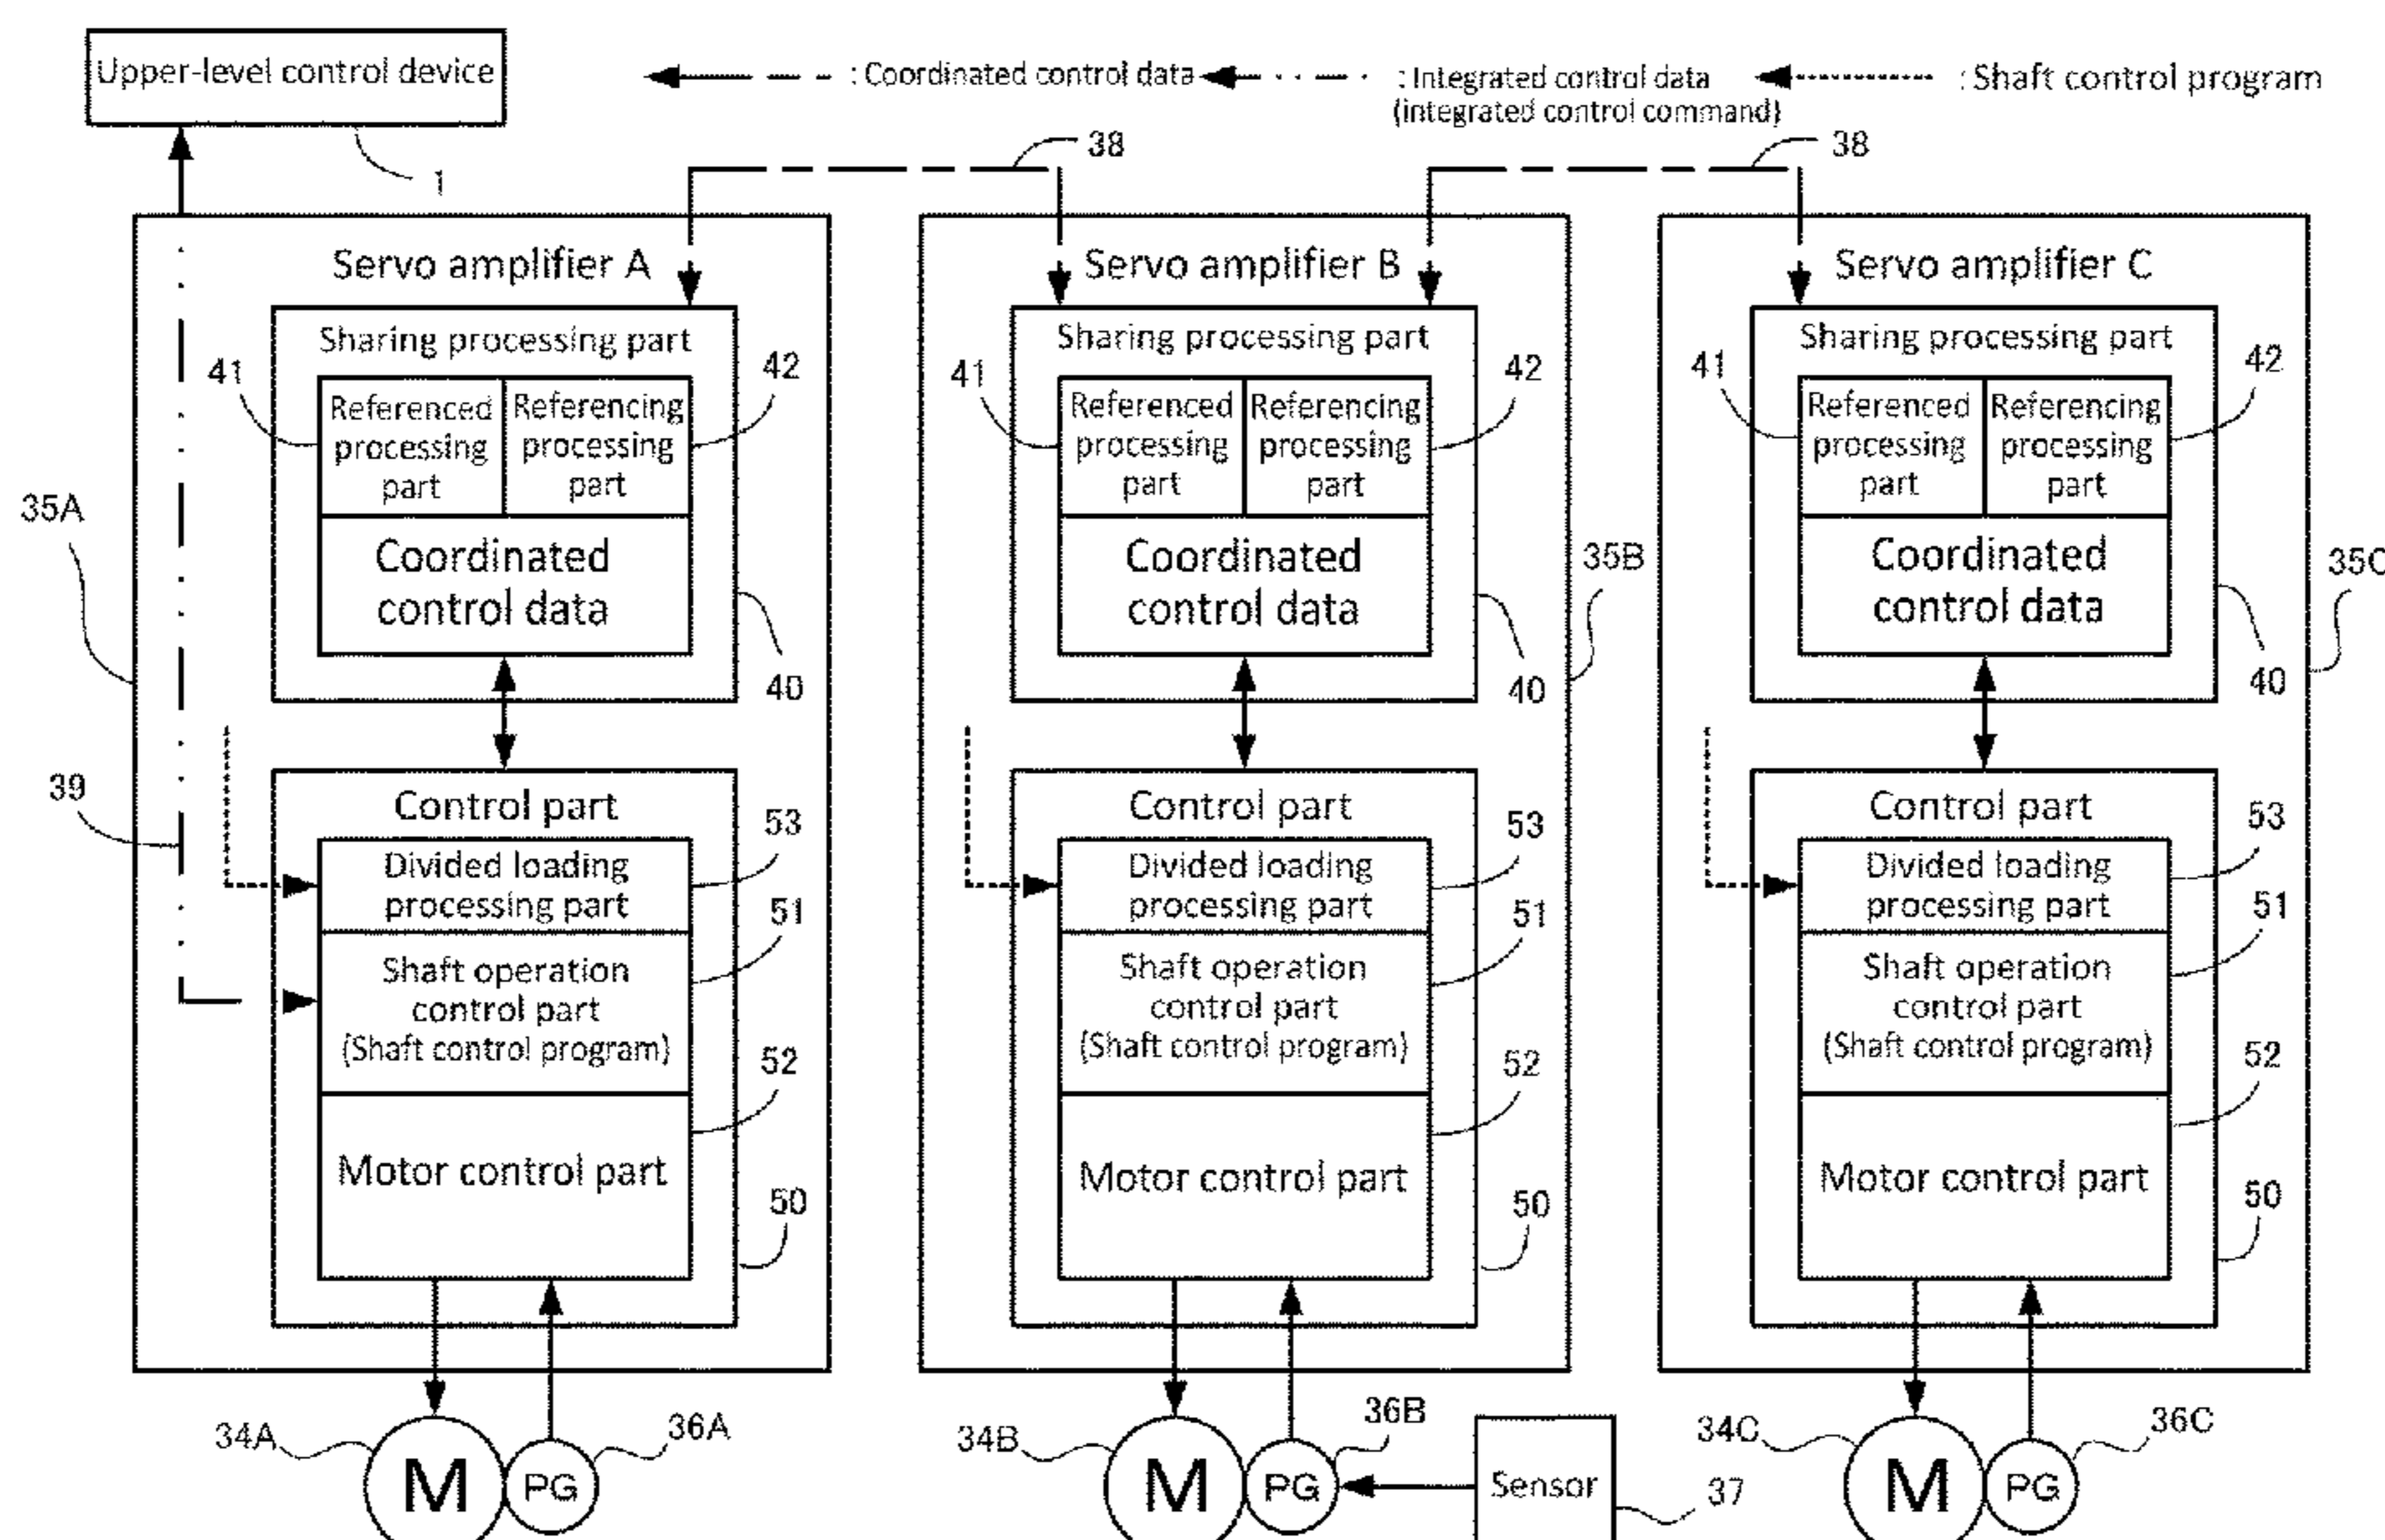 Upper-level control device
: Coordinated control data
: Integrated control data
(integrated control command)
: Shaft control program
1
38
38
Servo amplifier A
Sharing processing part
41
42
Referenced
processing
part
Referencing
processing
part
Coordinated
control data
35A
40
39
Control part
53
Divided loading
processing part
51
Shaft operation
control part
(Shaft control program)
52
Motor control part
50
34A
M
PG
36A
Servo amplifier B
Sharing processing part
41
42
Referenced
processing
part
Referencing
processing
part
Coordinated
control data
35B
40
Control part
53
Divided loading
processing part
51
Shaft operation
control part
(Shaft control program)
52
Motor control part
50
34B
M
PG
36B
Sensor
37
Servo amplifier C
Sharing processing part
41
42
Referenced
processing
part
Referencing
processing
part
Coordinated
control data
35C
40
Control part
53
Divided loading
processing part
51
Shaft operation
control part
(Shaft control program)
52
Motor control part
50
34C
M
PG
36C